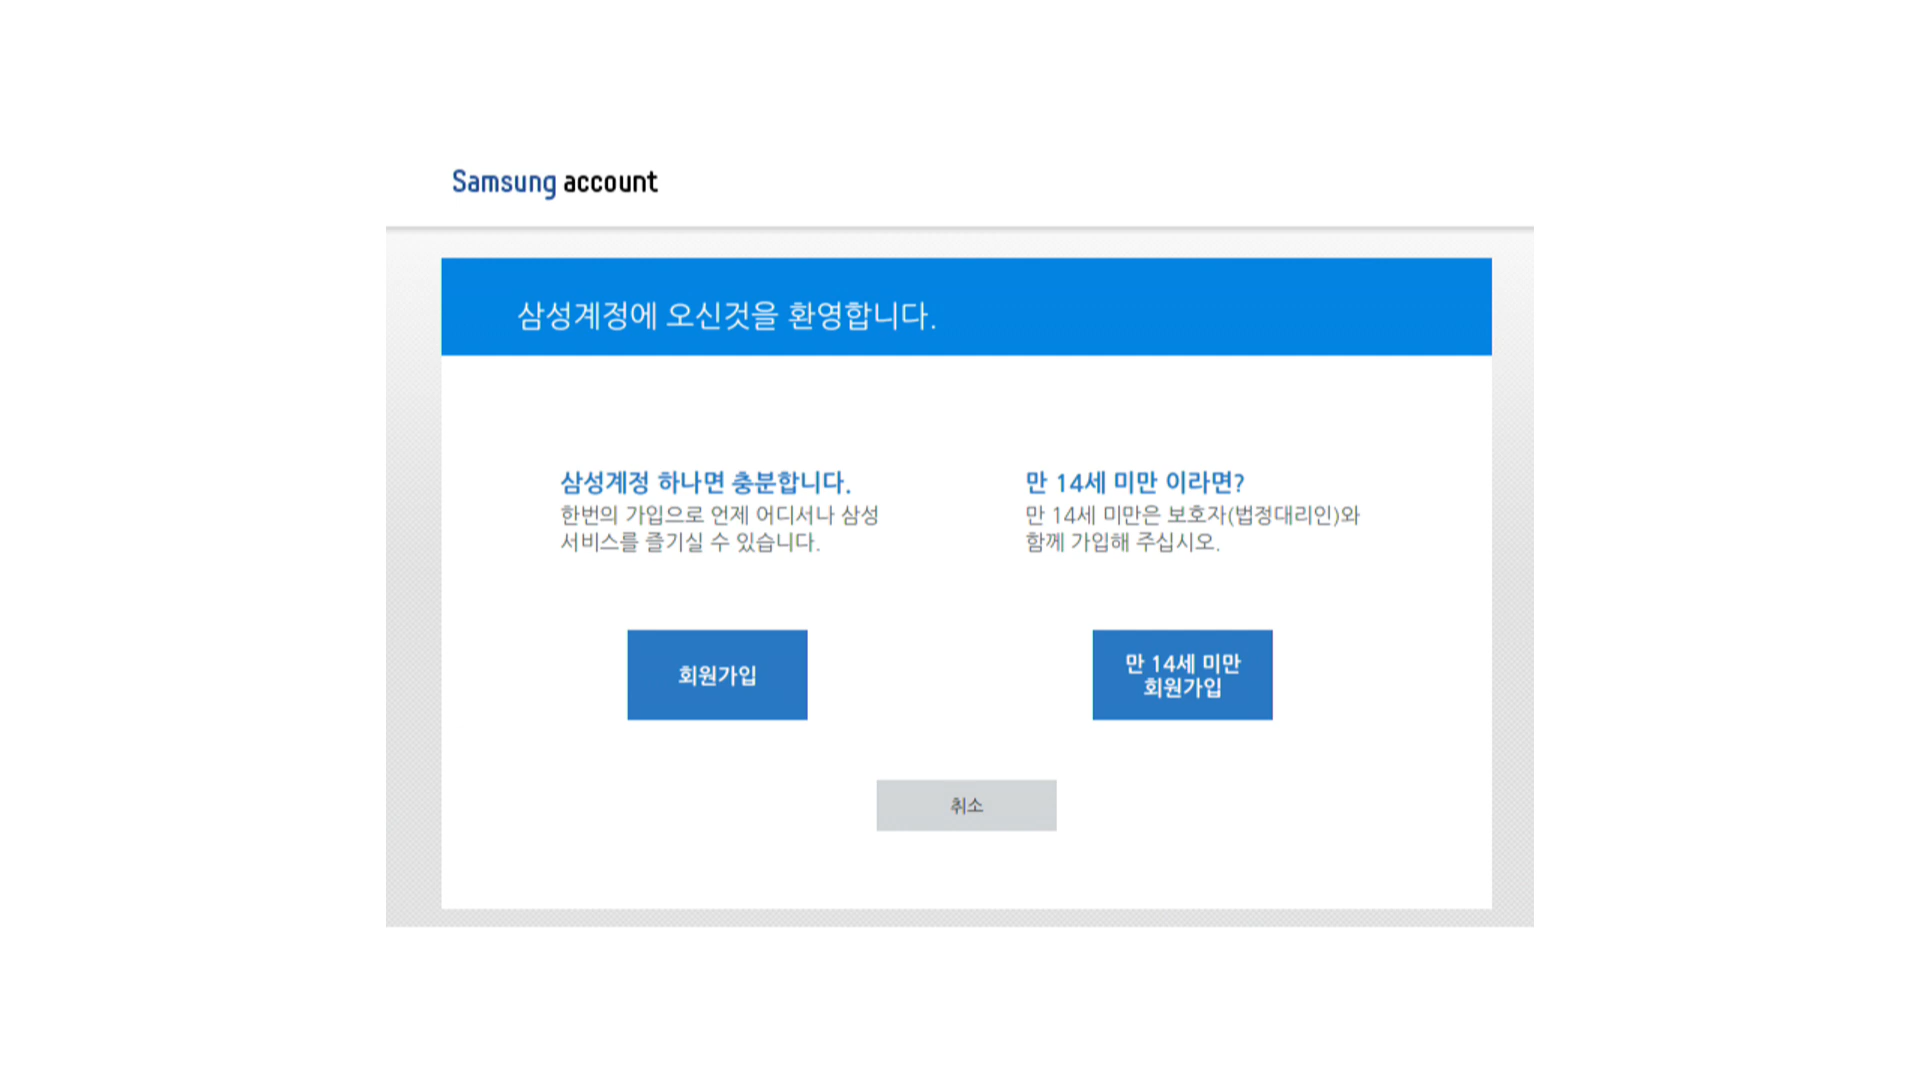 Samsung account
삼성계정에 오신것을 환영합니다.
삼성계정 하나면 충분합니다.
한번의 가입으로 언제 어디서나 삼성
서비스를 즐기실 수 있습니다.
회원가입
만 14세 미만 이라면?
만 14세 미만은 보호자(법정대리인)와
함께 가입해 주십시오.
만 14세 미만
회원가입
취소